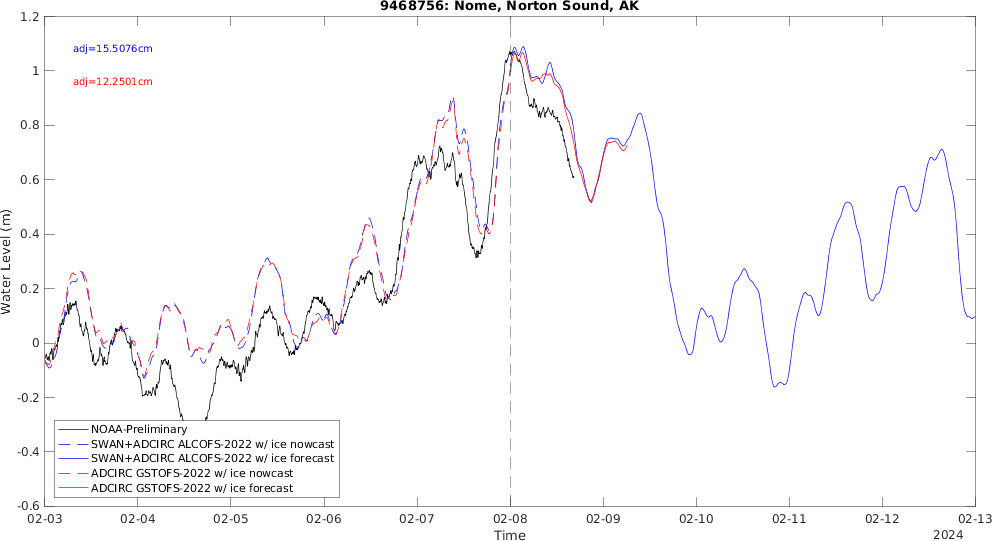 9468756: Nome, Norton Sound, AK
adj=15.5076cm
adj=12.2501cm
Water Level (m)
1.2
1
0.8
0.6
0.4
0.2
0
-0.2
-0.4
-0.6
NOAA-Preliminary
SWAN+ADCIRC ALCOFS-2022 w/ ice nowcast
SWAN+ADCIRC ALCOFS-2022 w/ ice forecast
ADCIRC GSTOFS-2022 w/ ice nowcast
ADCIRC GSTOFS-2022 w/ ice forecast
02-03 02-04 02-05 02-06 02-07 02-08 02-09 02-10 02-11 02-12 02-13
Time
2024